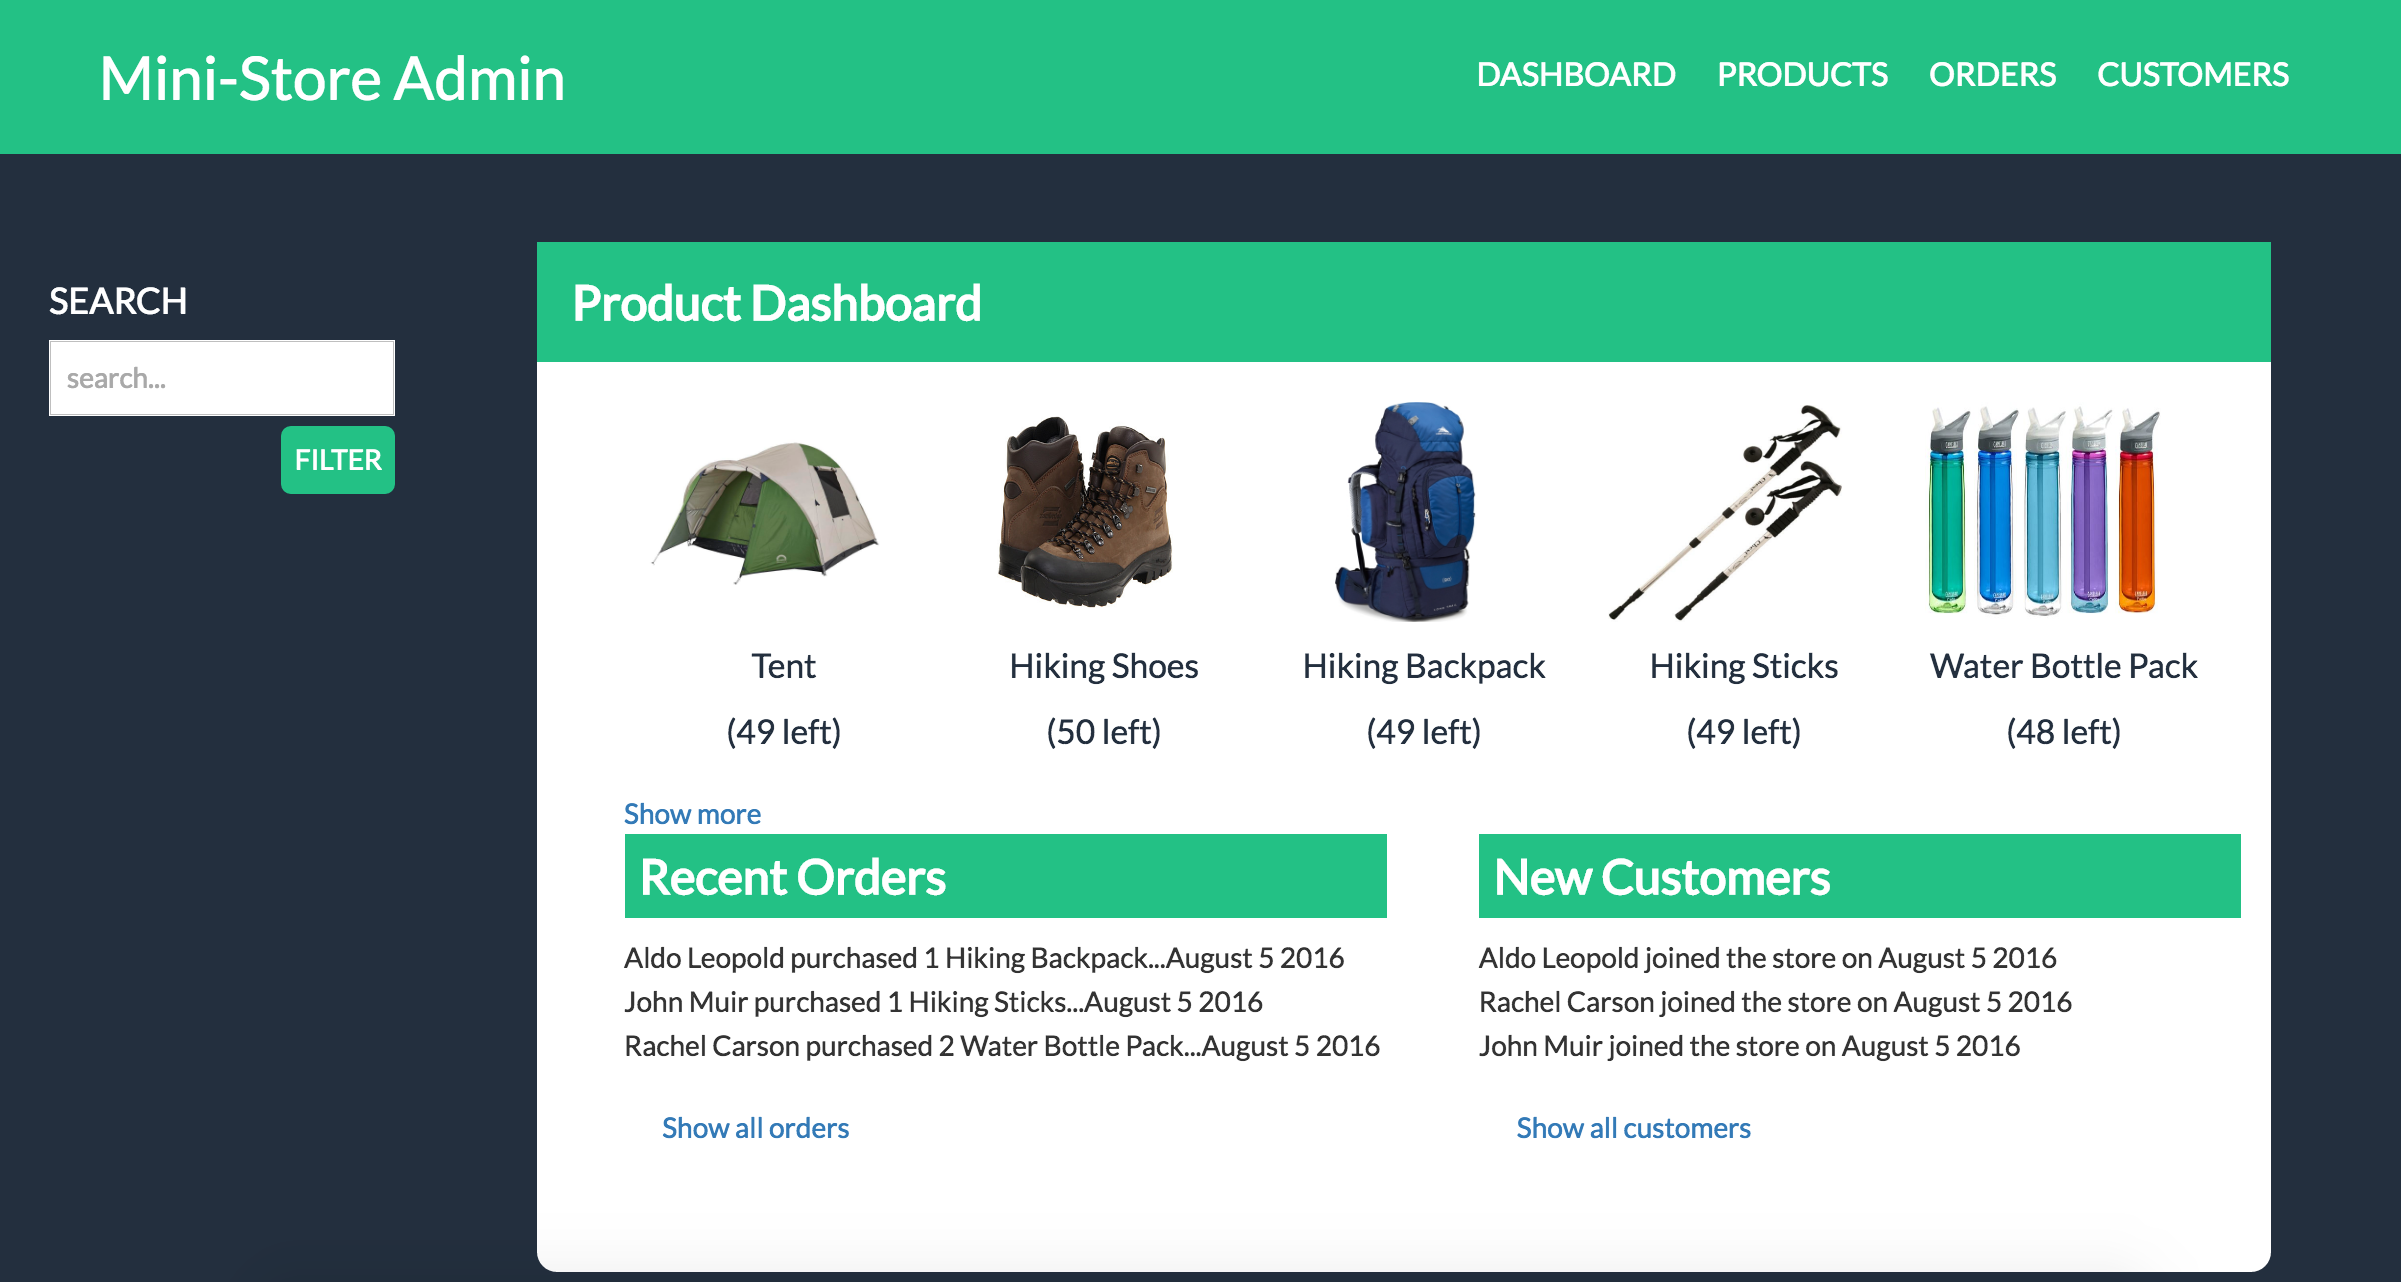 Mini-Store Admin
DASHBOARD PRODUCTS ORDERS CUSTOMERS
SEARCH
search...
FILTER
Product Dashboard
Tent
(49 left)
Hiking Shoes
(50 left)
Hiking Backpack
(49 left)
Hiking Sticks
(49 left)
Water Bottle Pack
(48 left)
Show more
Recent Orders
Aldo Leopold purchased 1 Hiking Backpack...August 5 2016
John Muir purchased 1 Hiking Sticks...August 5 2016
Rachel Carson purchased 2 Water Bottle Pack...August 5 2016
Show all orders
New Customers
Aldo Leopold joined the store on August 5 2016
Rachel Carson joined the store on August 5 2016
John Muir joined the store on August 5 2016
Show all customers